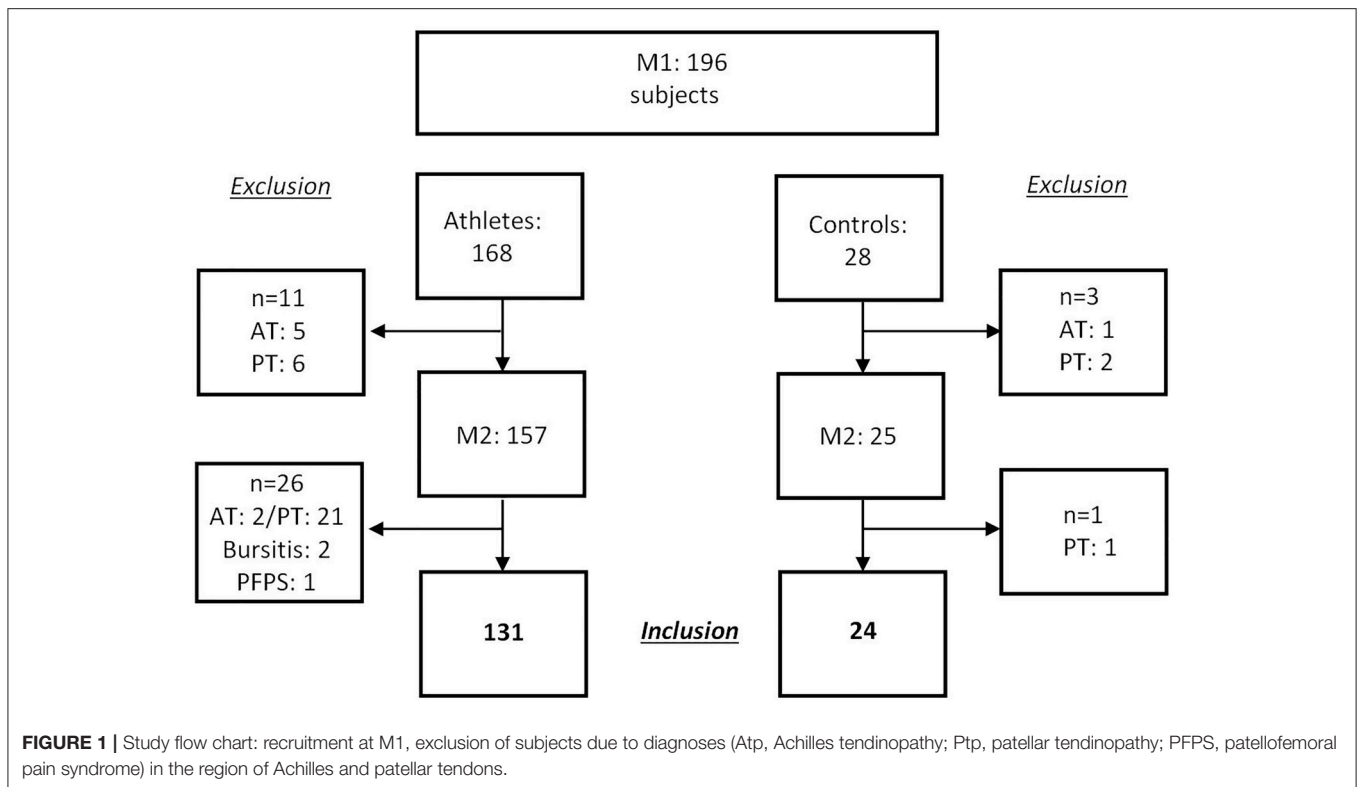 M1: 196
subjects
Exclusion
Athletes:
168
Controls:
28
Exclusion
n=11
AT: 5
PT: 6
n=3
AT: 1
PT: 2
M2: 157
M2: 25
n=26
AT: 2/PT: 21
Bursitis: 2
PFPS: 1
n=1
PT: 1
131
Inclusion
24
FIGURE 1 | Study flow chart: recruitment at M1, exclusion of subjects due to diagnoses (Atp, Achilles tendinopathy; Ptp, patellar tendinopathy; PFPS, patellofemoral
pain syndrome) in the region of Achilles and patellar tendons.